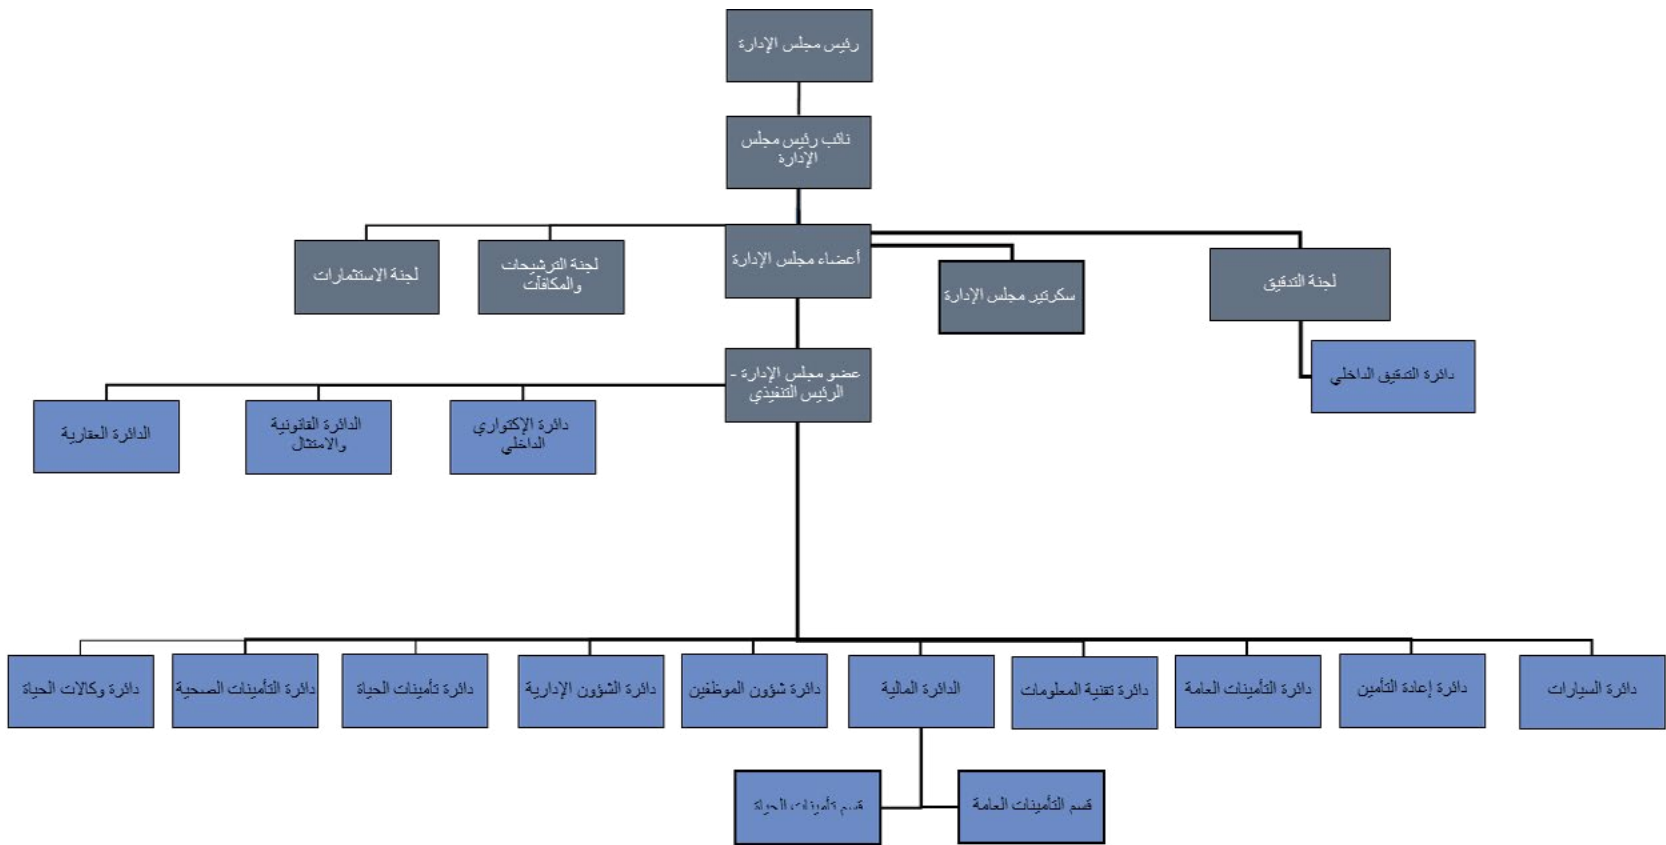 رئيس مجلس الإدارة
نائب رئيس مجلس
الإدارة
أعضاء مجلس الإدارة
لجنة التدقيق
سكرتير مجلس الإدارة
لجنة الترشيحات
والمكافآت
لجنة الاستثمارات
دائرة التدقيق الداخلي
عضو مجلس الإدارة -
الرئيس التنفيذي
دائرة الإكتواري
الداخلي
الدائرة القانونية
والامتثال
الدائرة العقارية
دائرة السيارات
دائرة إعادة التأمين
دائرة التأمينات العامة
دائرة تقنية المعلومات
الدائرة المالية
دائرة شؤون الموظفين
دائرة الشؤون الإدارية
دائرة تأمينات الحياة
دائرة التأمينات الصحية
دائرة وكالات الحياة
قسم التأمينات العامة
قسم تأمينات الحياة